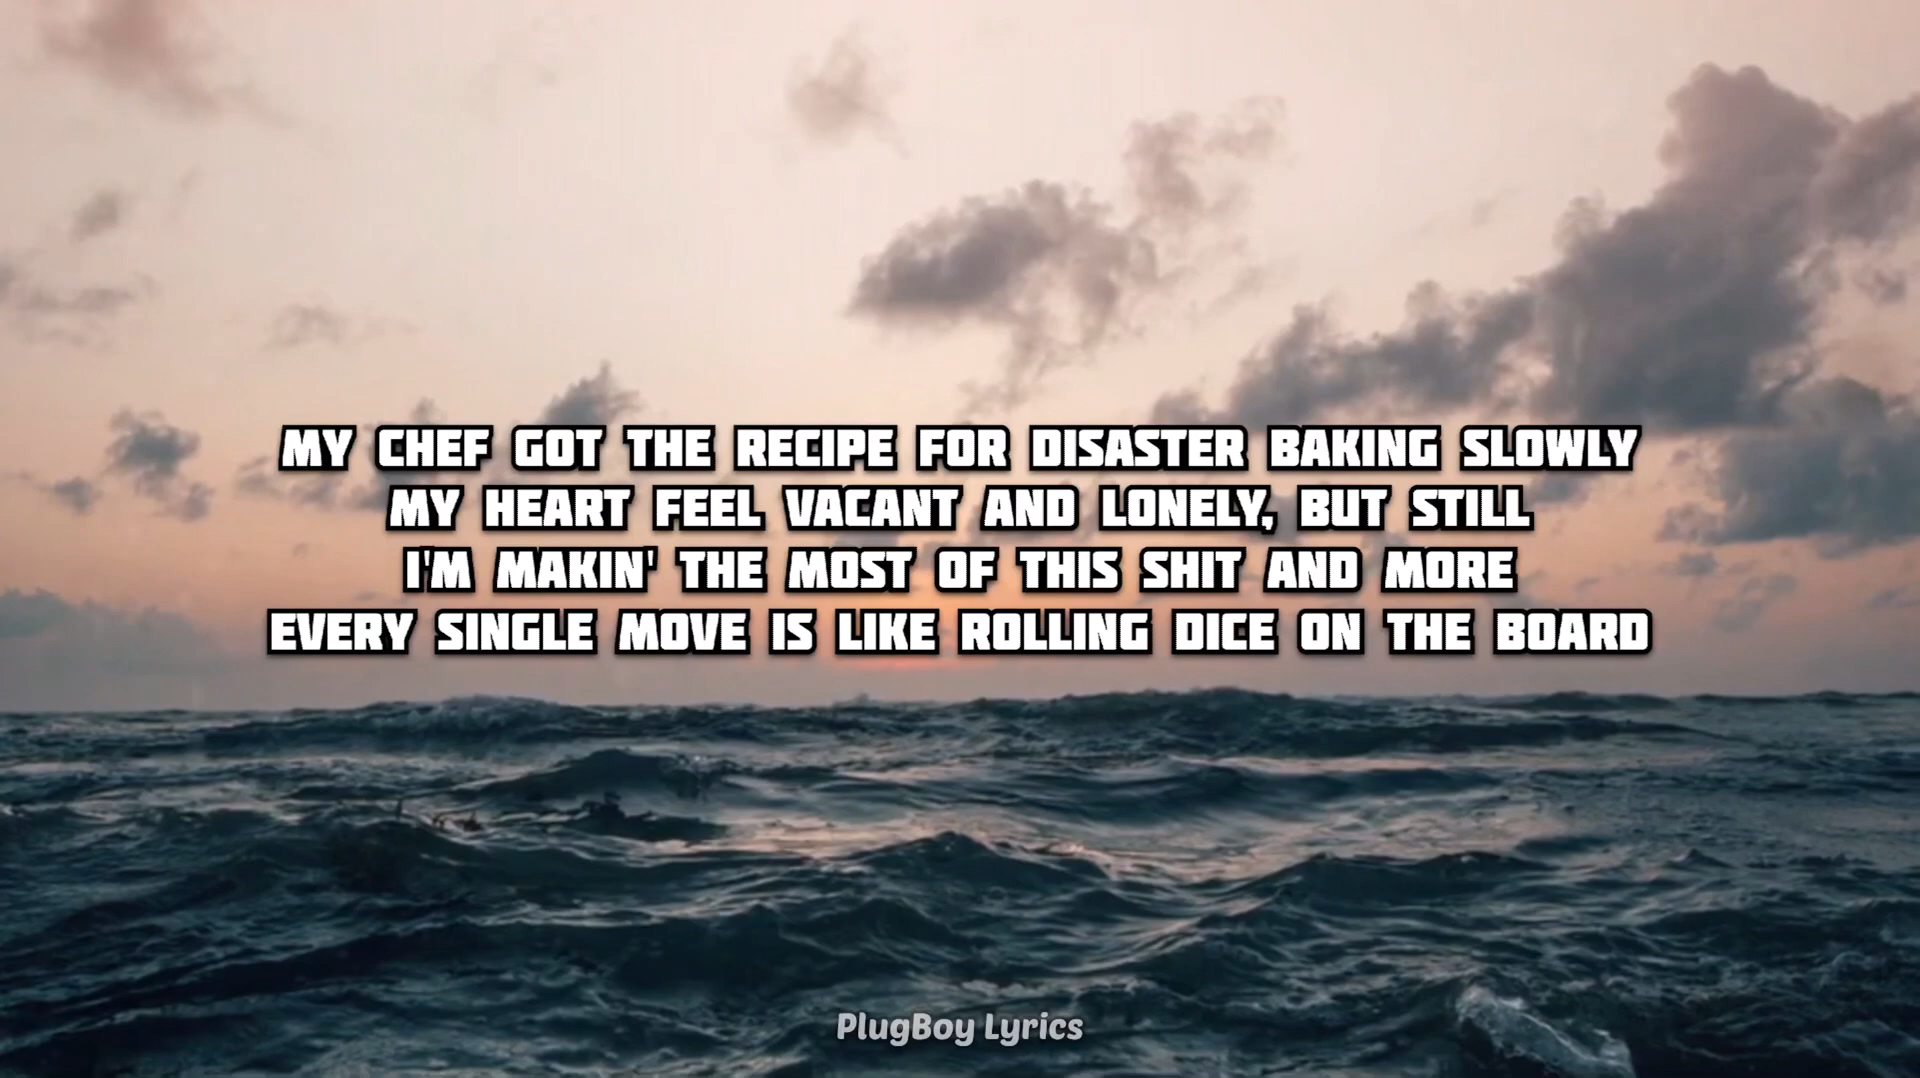 MY CHEF GOT THE RECIPE FOR DISASTER BAKING SLOWLY
MY HEART FEEL VACANT AND LONELY, BUT STILL
I'M MAKIN' THE MOST OF THIS SHIT AND MORE
EVERY SINGLE MOVE IS LIKE ROLLING DICE ON THE BOARD
PlugBoy Lyrics